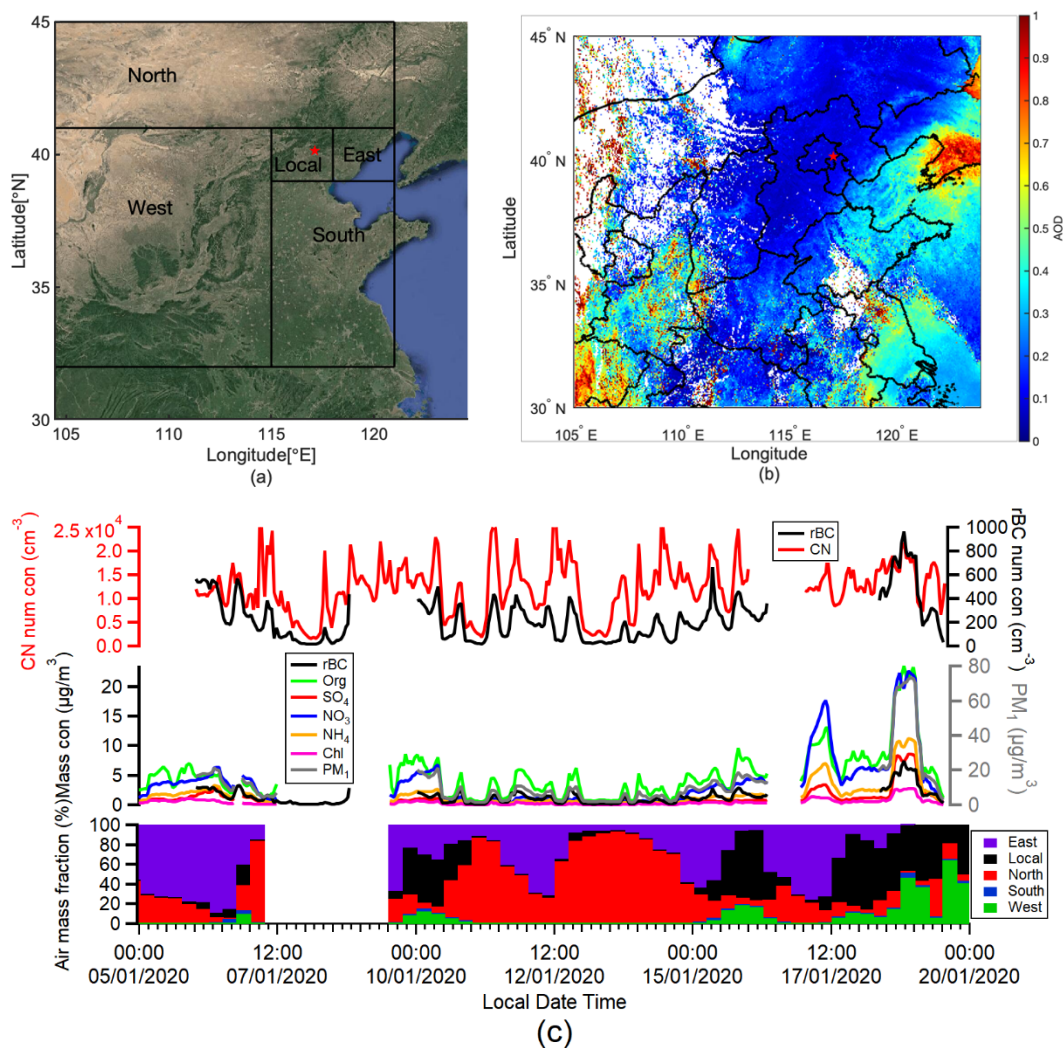 45
40
35
30
Latitude[°N]
North
Local
East
West
South
105
110
115
120
Longitude[°E]
(a)
45° N
40° N
35° N
30° N
Latitude
105° E
110° E
115° E
120° E
Longitude
(b)
1
0.9
0.8
0.7
0.6
0.5
0.4
0.3
0.2
0.1
0
AOD
CN num con (cm⁻³)
2.5 x10⁴
2.0
1.5
1.0
0.5
0.0
rBC
CN
1000
800
600
400
200
0
rBC num con (cm⁻³)
Mass con (µg/m³)
20
15
10
5
0
rBC
Org
SO₄
NO₃
NH₄
Chl
PM₁
80
60
40
20
0
PM₁ (µg/m³)
Air mass fraction (%)
100
80
60
40
20
0
East
Local
North
South
West
00:00 12:00 00:00 12:00 00:00 12:00 00:00
05/01/2020 07/01/2020 10/01/2020 12/01/2020 15/01/2020 17/01/2020 20/01/2020
Local Date Time
(c)